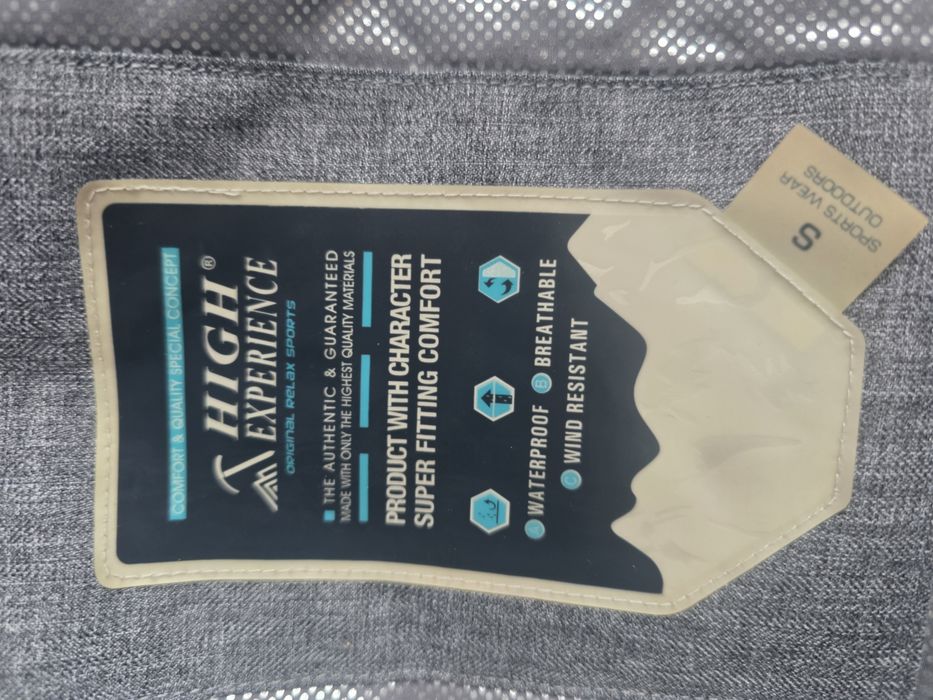 COMFORT & QUALITY SPECIAL CONCEPT
HIGH®
EXPERIENCE
ORIGINAL RELAX SPORTS
THE AUTHENTIC & GUARANTEED
MADE WITH ONLY THE HIGHEST QUALITY MATERIALS
PRODUCT WITH CHARACTER
SUPER FITTING COMFORT
A WATERPROOF B BREATHABLE
C WIND RESISTANT
S
SPORTS WEAR
OUTDOORS